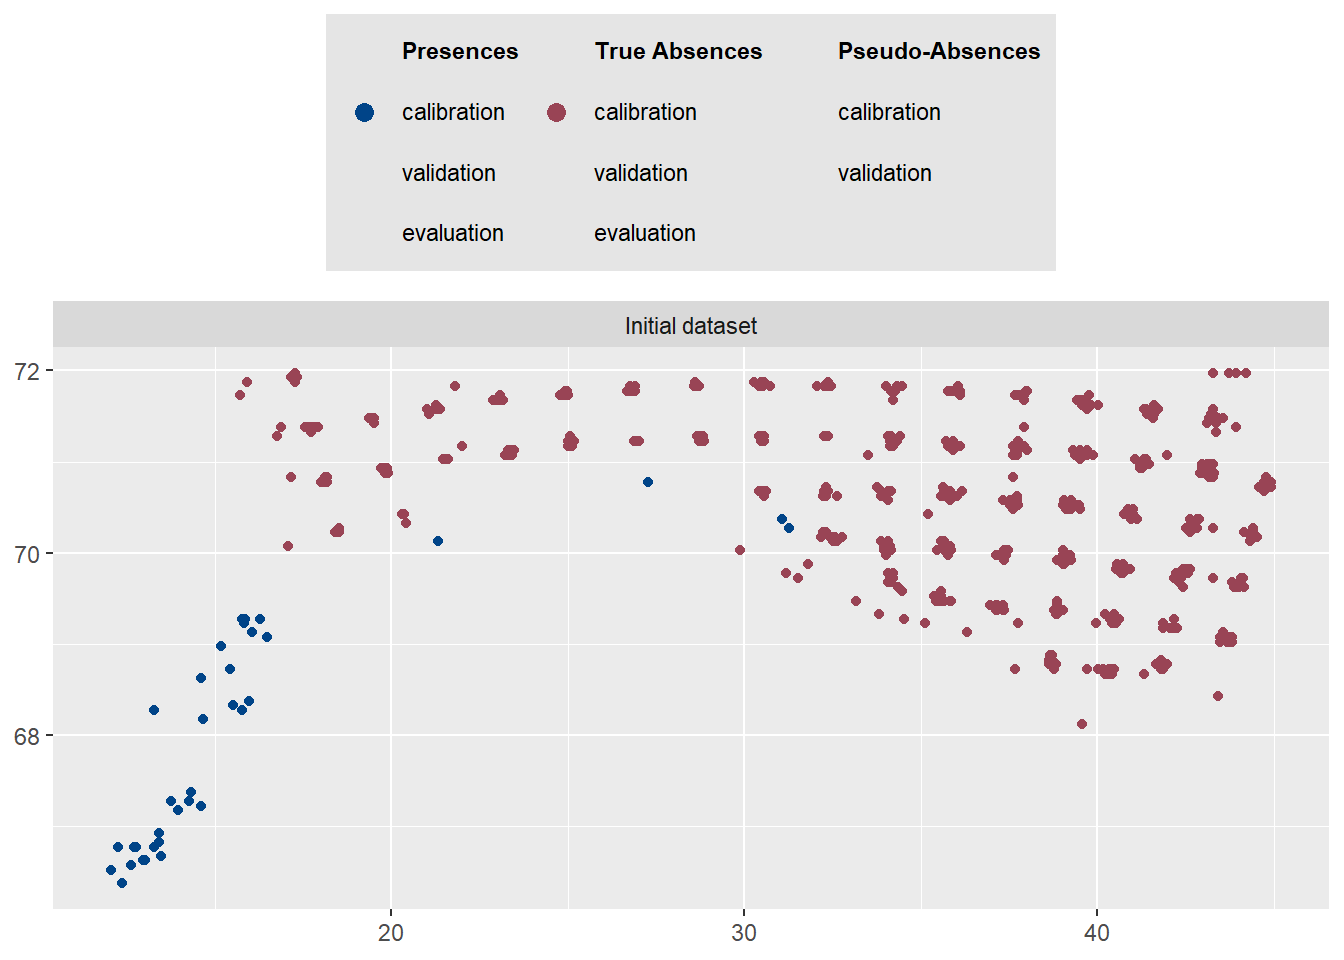 Presences True Absences Pseudo-Absences
calibration calibration calibration
validation validation validation
evaluation evaluation
Initial dataset
72
70
68
20 30 40